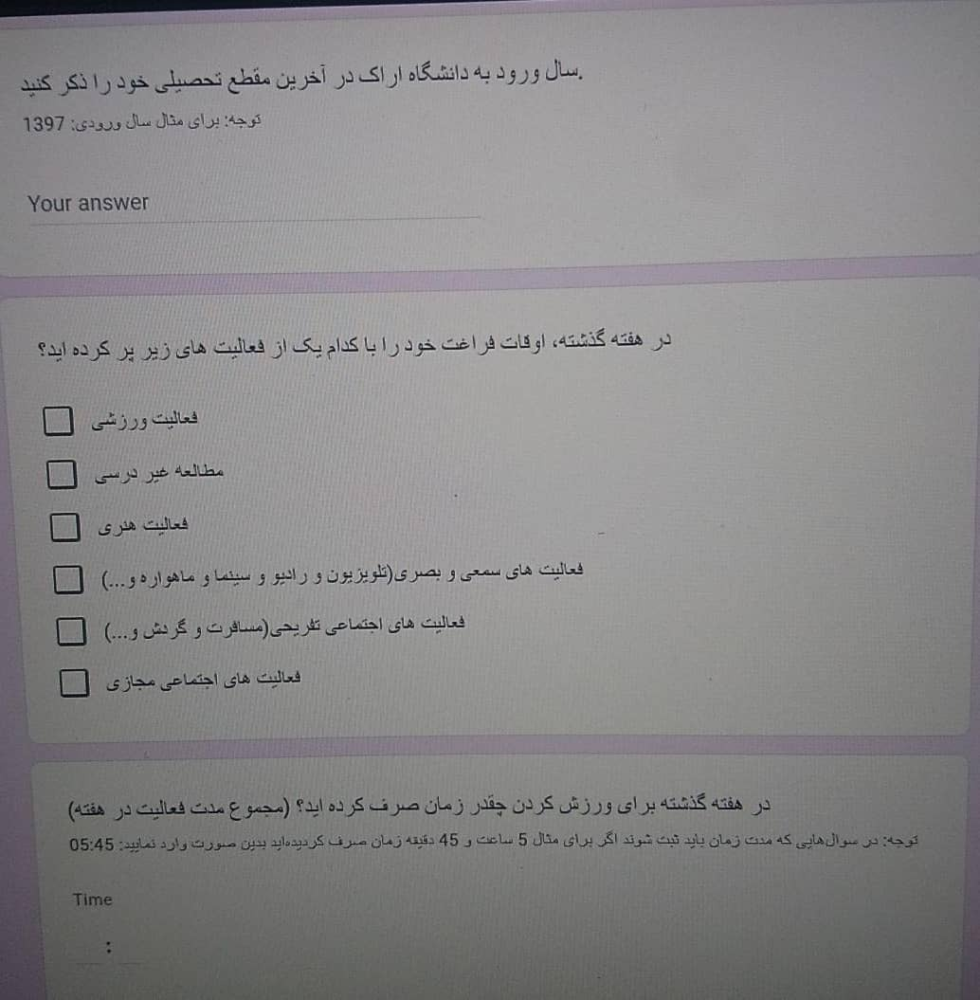 سال ورود به دانشگاه اراک در آخرین مقطع تحصیلی خود را ذکر کنید.
توجه: برای مثال سال ورودی: 1397
Your answer
در هفته گذشته، اوقات فراغت خود را با کدام یک از فعالیت های زیر پر کرده اید؟
فعالیت ورزشی
مطالعه غیر درسی
فعالیت هنری
فعالیت های سمعی و بصری(تلویزیون و رادیو و سینما و ماهواره و...)
فعالیت های اجتماعی تفریحی(مسافرت و گردش و...)
فعالیت های اجتماعی مجازی
در هفته گذشته برای ورزش کردن چقدر زمان صرف کرده اید؟ (مجموع مدت فعالیت در هفته)
توجه: در سوال‌هایی که مدت زمان باید ثبت شوند اگر برای مثال 5 ساعت و 45 دقیقه زمان صرف کردیده‌اید بدین صورت وارد نمایید: 05:45
Time
: